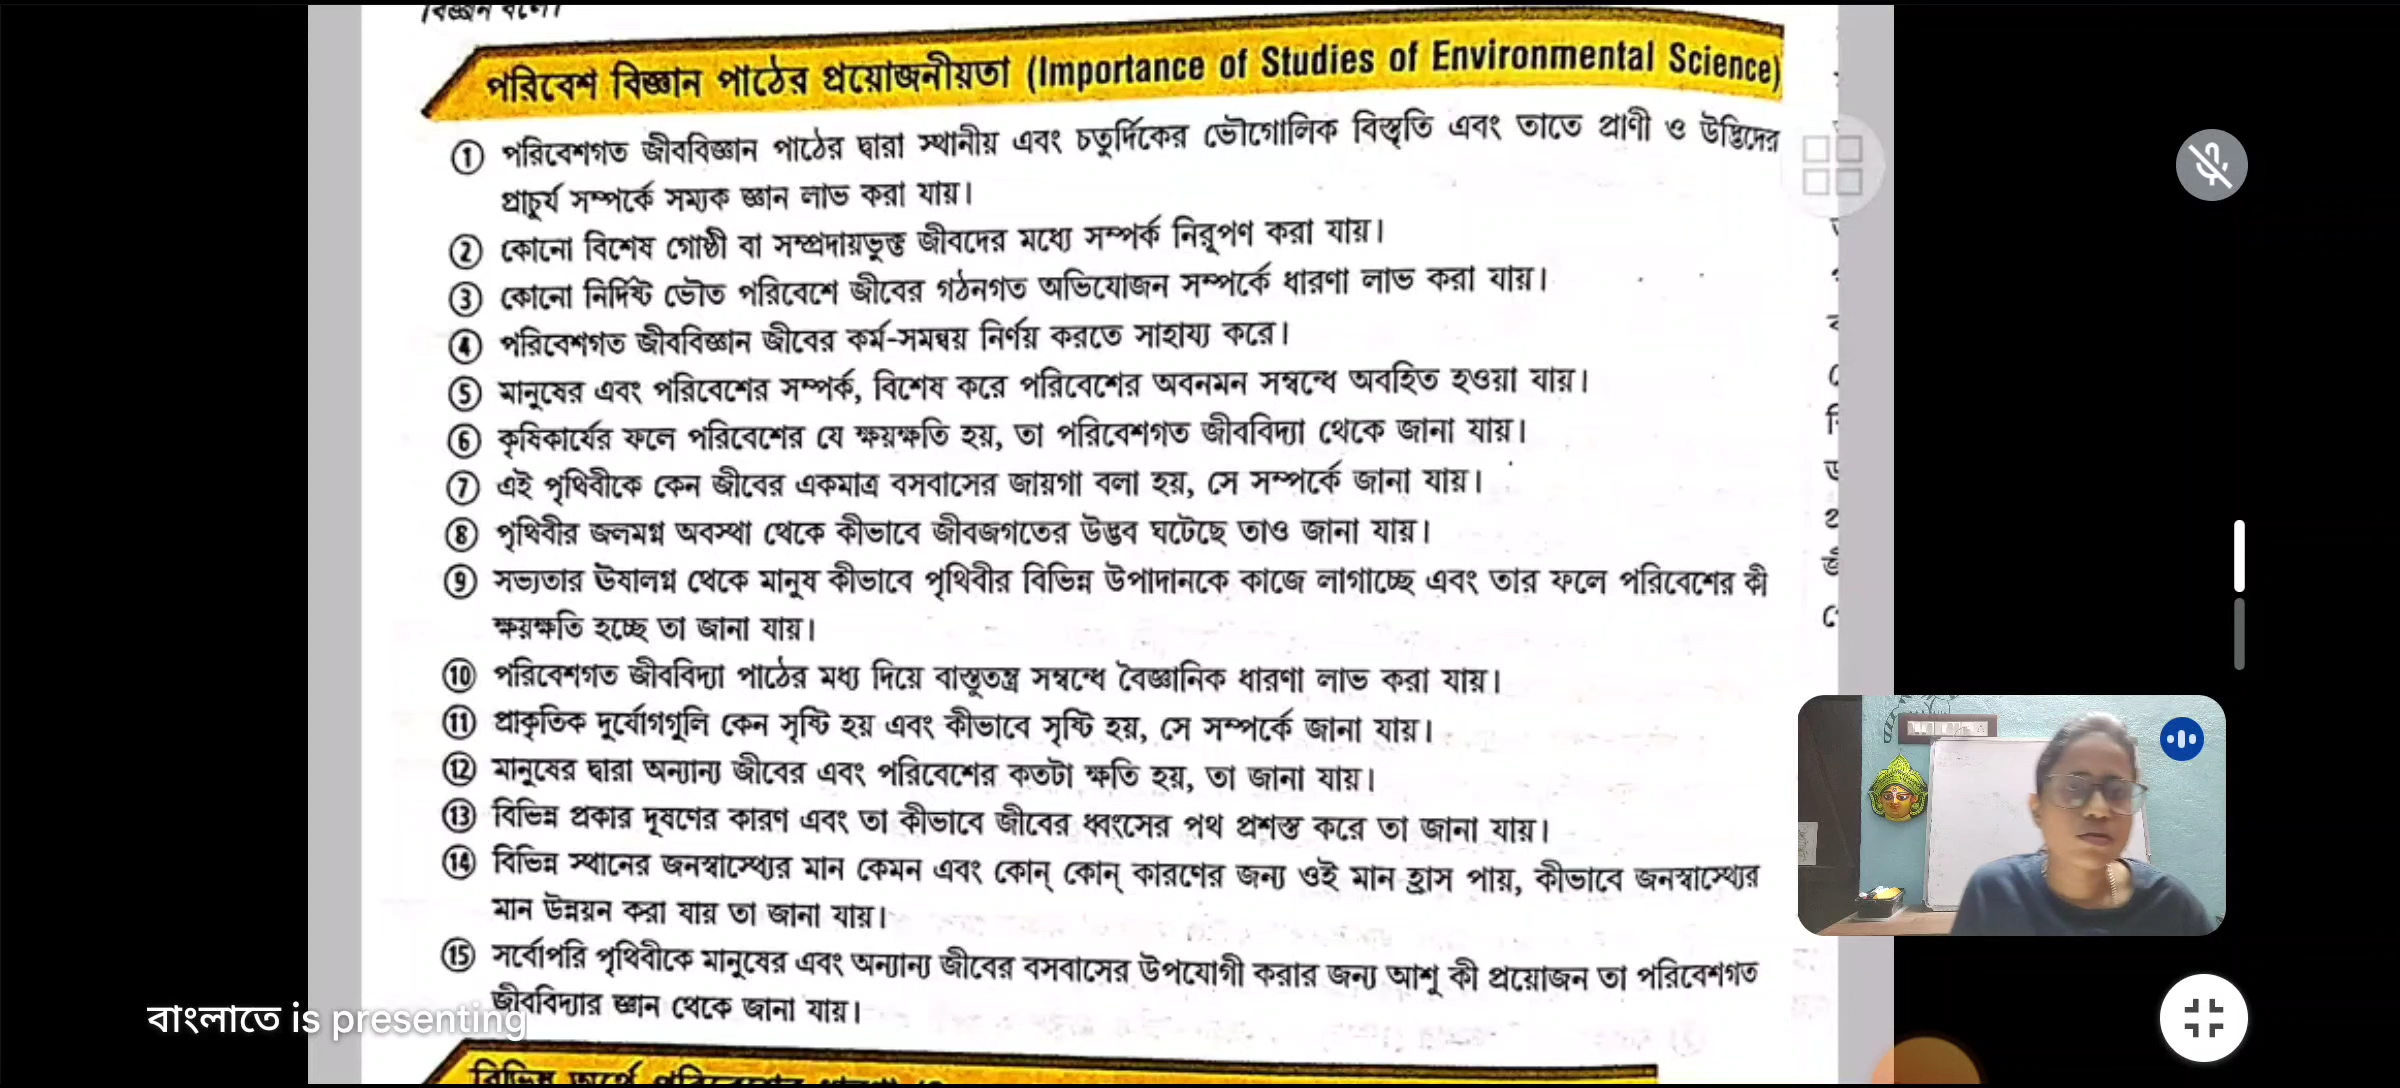 বিজ্ঞান বলে।
পরিবেশ বিজ্ঞান পাঠের প্রয়োজনীয়তা (Importance of Studies of Environmental Science)
① পরিবেশগত জীববিজ্ঞান পাঠের দ্বারা স্থানীয় এবং চতুর্দিকের ভৌগোলিক বিস্তৃতি এবং তাতে প্রাণী ও উদ্ভিদের
প্রাচুর্য সম্পর্কে সম্যক জ্ঞান লাভ করা যায়।
② কোনো বিশেষ গোষ্ঠী বা সম্প্রদায়ভুক্ত জীবদের মধ্যে সম্পর্ক নিরূপণ করা যায়।
③ কোনো নির্দিষ্ট ভৌত পরিবেশে জীবের গঠনগত অভিযোজন সম্পর্কে ধারণা লাভ করা যায়।
④ পরিবেশগত জীববিজ্ঞান জীবের কর্ম-সমন্বয় নির্ণয় করতে সাহায্য করে।
⑤ মানুষের এবং পরিবেশের সম্পর্ক, বিশেষ করে পরিবেশের অবনমন সম্বন্ধে অবহিত হওয়া যায়।
⑥ কৃষিকার্যের ফলে পরিবেশের যে ক্ষয়ক্ষতি হয়, তা পরিবেশগত জীববিদ্যা থেকে জানা যায়।
⑦ এই পৃথিবীকে কেন জীবের একমাত্র বসবাসের জায়গা বলা হয়, সে সম্পর্কে জানা যায়।
⑧ পৃথিবীর জলমগ্ন অবস্থা থেকে কীভাবে জীবজগতের উদ্ভব ঘটেছে তাও জানা যায়।
⑨ সভ্যতার ঊষালগ্ন থেকে মানুষ কীভাবে পৃথিবীর বিভিন্ন উপাদানকে কাজে লাগাচ্ছে এবং তার ফলে পরিবেশের কী
ক্ষয়ক্ষতি হচ্ছে তা জানা যায়।
⑩ পরিবেশগত জীববিদ্যা পাঠের মধ্য দিয়ে বাস্তুতন্ত্র সম্বন্ধে বৈজ্ঞানিক ধারণা লাভ করা যায়।
⑪ প্রাকৃতিক দুর্যোগগুলি কেন সৃষ্টি হয় এবং কীভাবে সৃষ্টি হয়, সে সম্পর্কে জানা যায়।
⑫ মানুষের দ্বারা অন্যান্য জীবের এবং পরিবেশের কতটা ক্ষতি হয়, তা জানা যায়।
⑬ বিভিন্ন প্রকার দূষণের কারণ এবং তা কীভাবে জীবের ধ্বংসের পথ প্রশস্ত করে তা জানা যায়।
⑭ বিভিন্ন স্থানের জনস্বাস্থ্যের মান কেমন এবং কোন্ কোন্ কারণের জন্য ওই মান হ্রাস পায়, কীভাবে জনস্বাস্থ্যের
মান উন্নয়ন করা যায় তা জানা যায়।
⑮ সর্বোপরি পৃথিবীকে মানুষের এবং অন্যান্য জীবের বসবাসের উপযোগী করার জন্য আশু কী প্রয়োজন তা পরিবেশগত
জীববিদ্যার জ্ঞান থেকে জানা যায়।
বাংলাতে is presenting